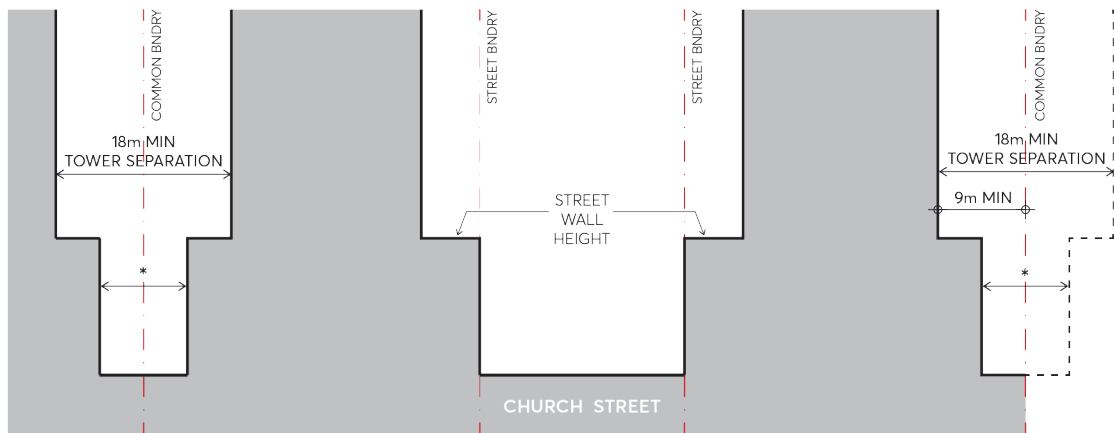 COMMON BNDRY
STREET BNDRY
STREET BNDRY
COMMON BNDRY
18m MIN
TOWER SEPARATION
18m MIN
TOWER SEPARATION
9m MIN
STREET
WALL
HEIGHT
*
*
CHURCH STREET